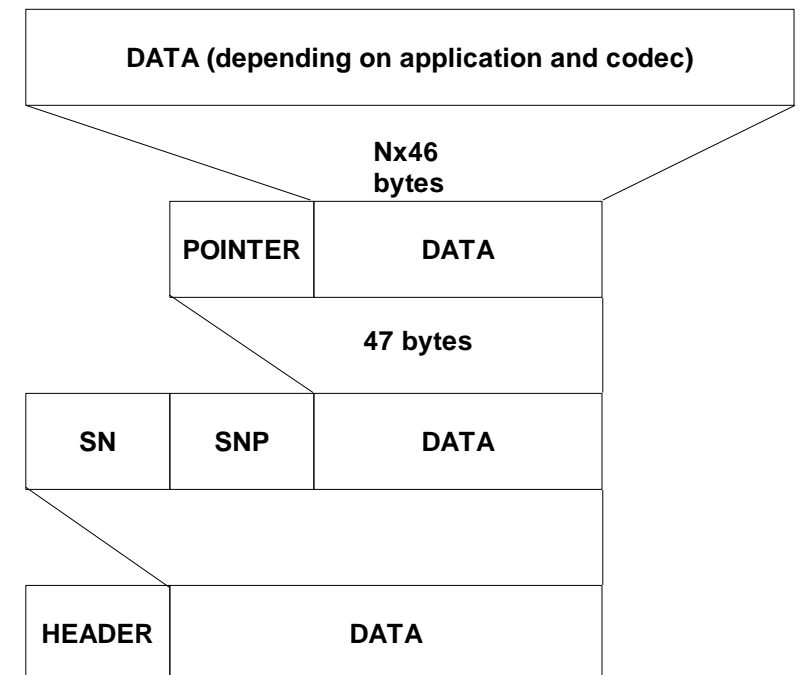 DATA (depending on application and codec)
Nx46
bytes
POINTER DATA
47 bytes
SN SNP DATA
HEADER DATA